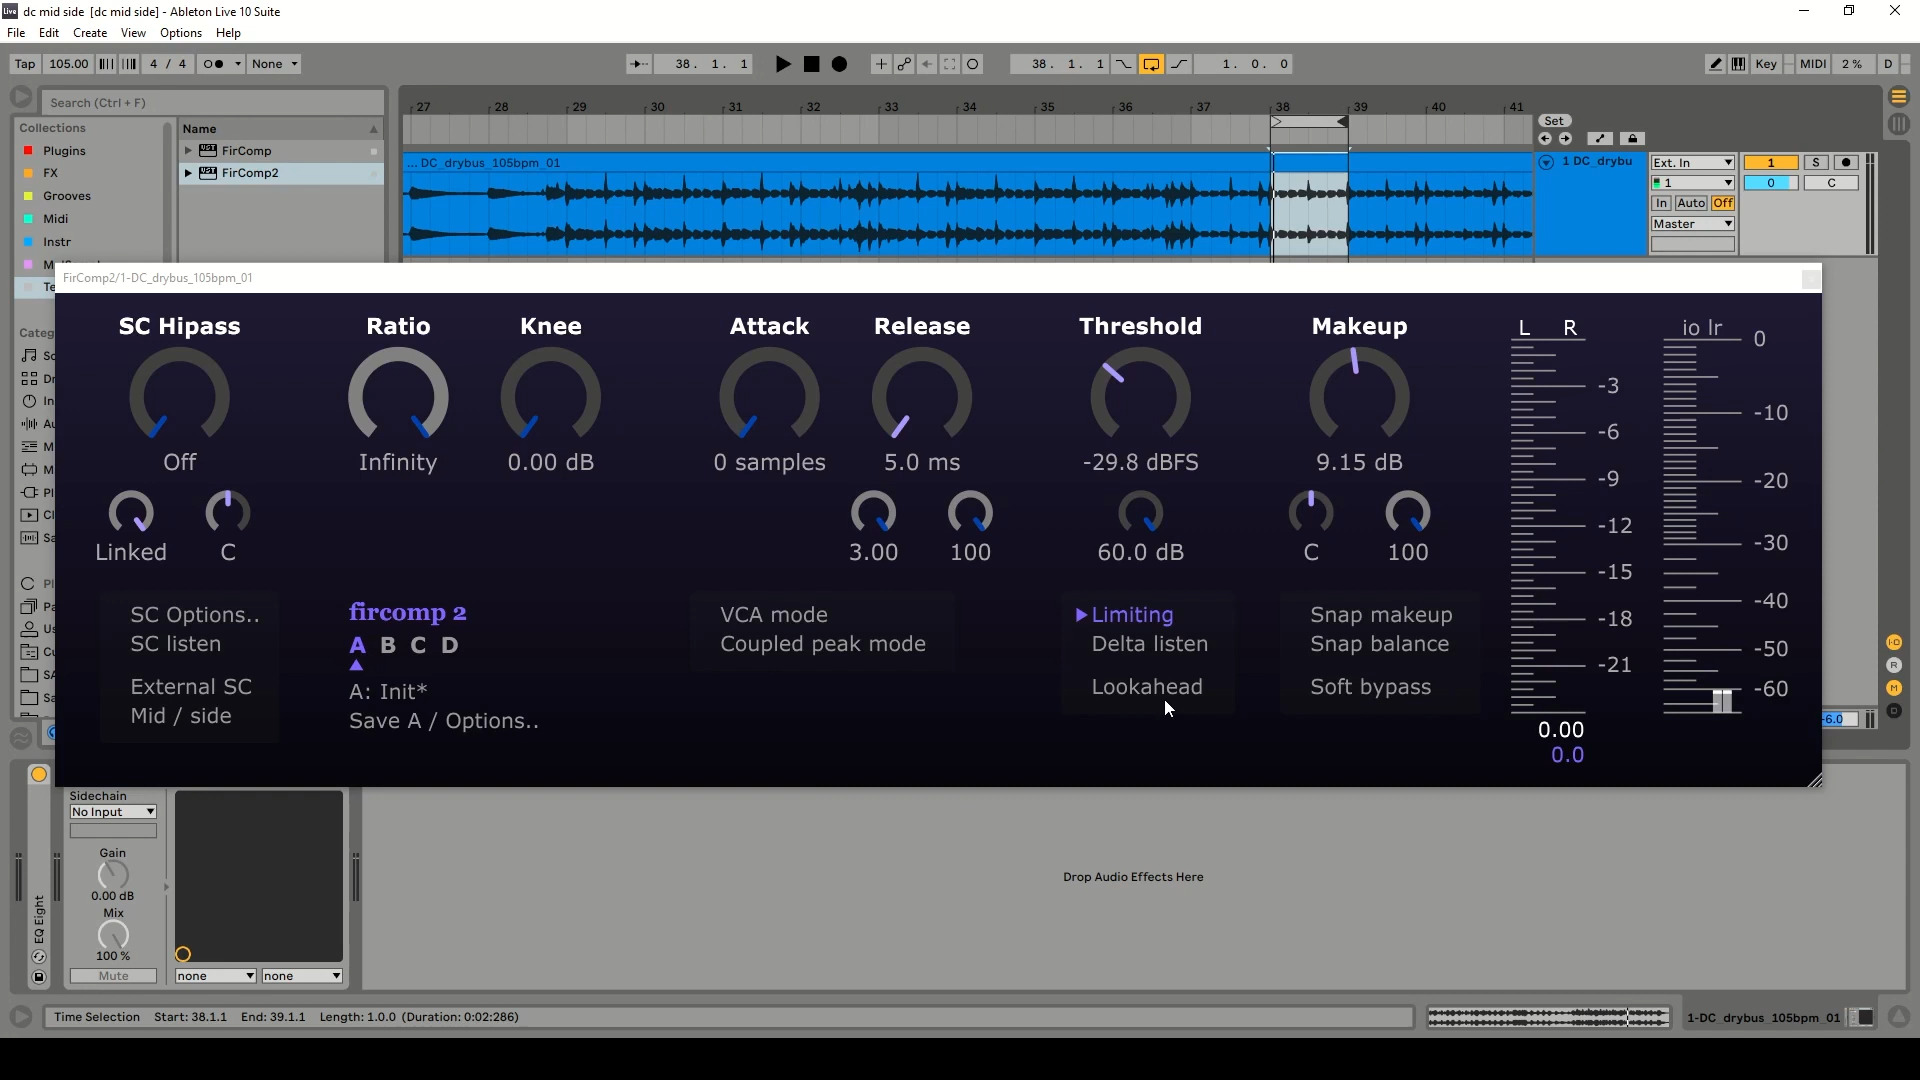 dc mid side [dc mid side] - Ableton Live 10 Suite
File Edit Create View Options Help
Tap 105.00 4 / 4 None 38. 1. 1 38. 1. 1 1. 0. 0 Key MIDI 2 % D
Search (Ctrl + F)
27 28 29 30 31 32 33 34 35 36 37 38 39 40 41
Set
Collections
Plugins
FX
Grooves
Midi
Instr
Name
FirComp
FirComp2
... DC_drybus_105bpm_01
1 DC_drybu
Ext. In
1
In Auto Off
Master
1 S
0 C
Categ
FirComp2/1-DC_drybus_105bpm_01
SC Hipass Ratio Knee Attack Release Threshold Makeup
Off Infinity 0.00 dB 0 samples 5.0 ms -29.8 dBFS 9.15 dB
Linked C 3.00 100 60.0 dB C 100
SC Options..
SC listen
External SC
Mid / side
fircomp 2
A B C D
A: Init*
Save A / Options..
VCA mode
Coupled peak mode
Limiting
Delta listen
Lookahead
Snap makeup
Snap balance
Soft bypass
L R
-3
-6
-9
-12
-15
-18
-21
0.00
0.0
io lr
0
-10
-20
-30
-40
-50
-60
I-O
R
M
D
-6.0
EQ Eight
Sidechain
No Input
Gain
0.00 dB
Mix
100 %
Mute
none none
Drop Audio Effects Here
Time Selection Start: 38.1.1 End: 39.1.1 Length: 1.0.0 (Duration: 0:02:286)
1-DC_drybus_105bpm_01